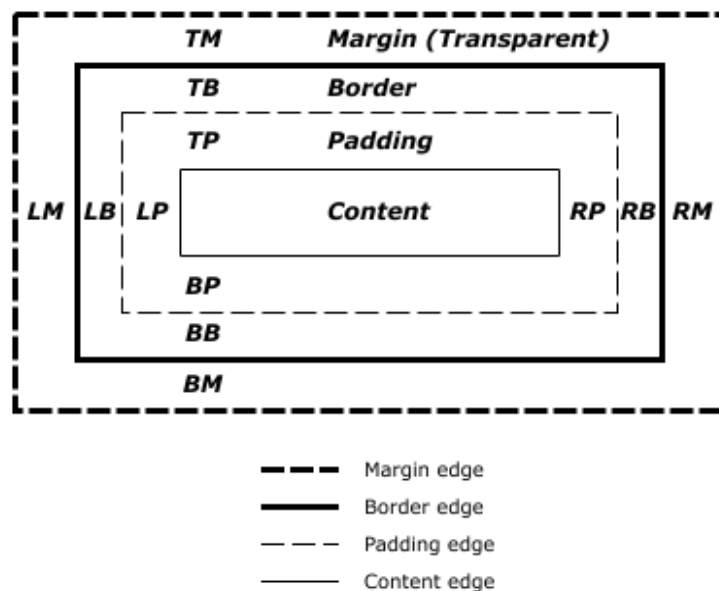 TM Margin (Transparent)
TB Border
TP Padding
LM LB LP Content RP RB RM
BP
BB
BM
Margin edge
Border edge
Padding edge
Content edge